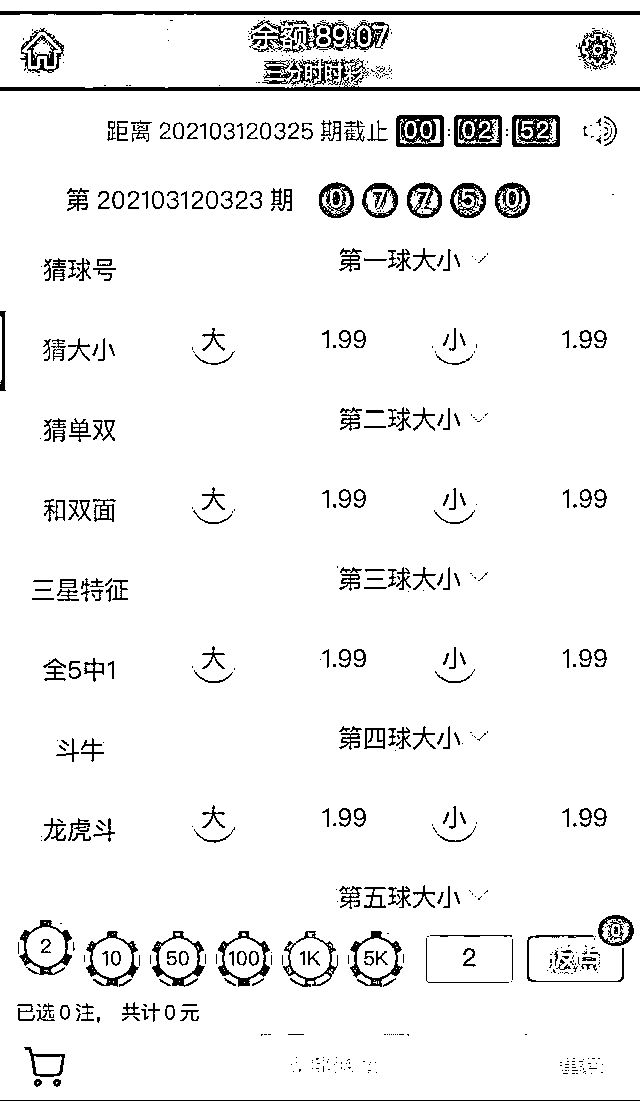 余额 89.07
三分时时彩
距离 202103120325 期截止 00:02:52
第 202103120323 期 0 7 7 5 0
猜球号
第一球大小
猜大小
大 1.99 小 1.99
猜单双
第二球大小
和双面
大 1.99 小 1.99
三星特征
第三球大小
全5中1
大 1.99 小 1.99
斗牛
第四球大小
龙虎斗
大 1.99 小 1.99
第五球大小
2 10 50 100 1K 5K 2 返点 0
已选0注， 共计0元